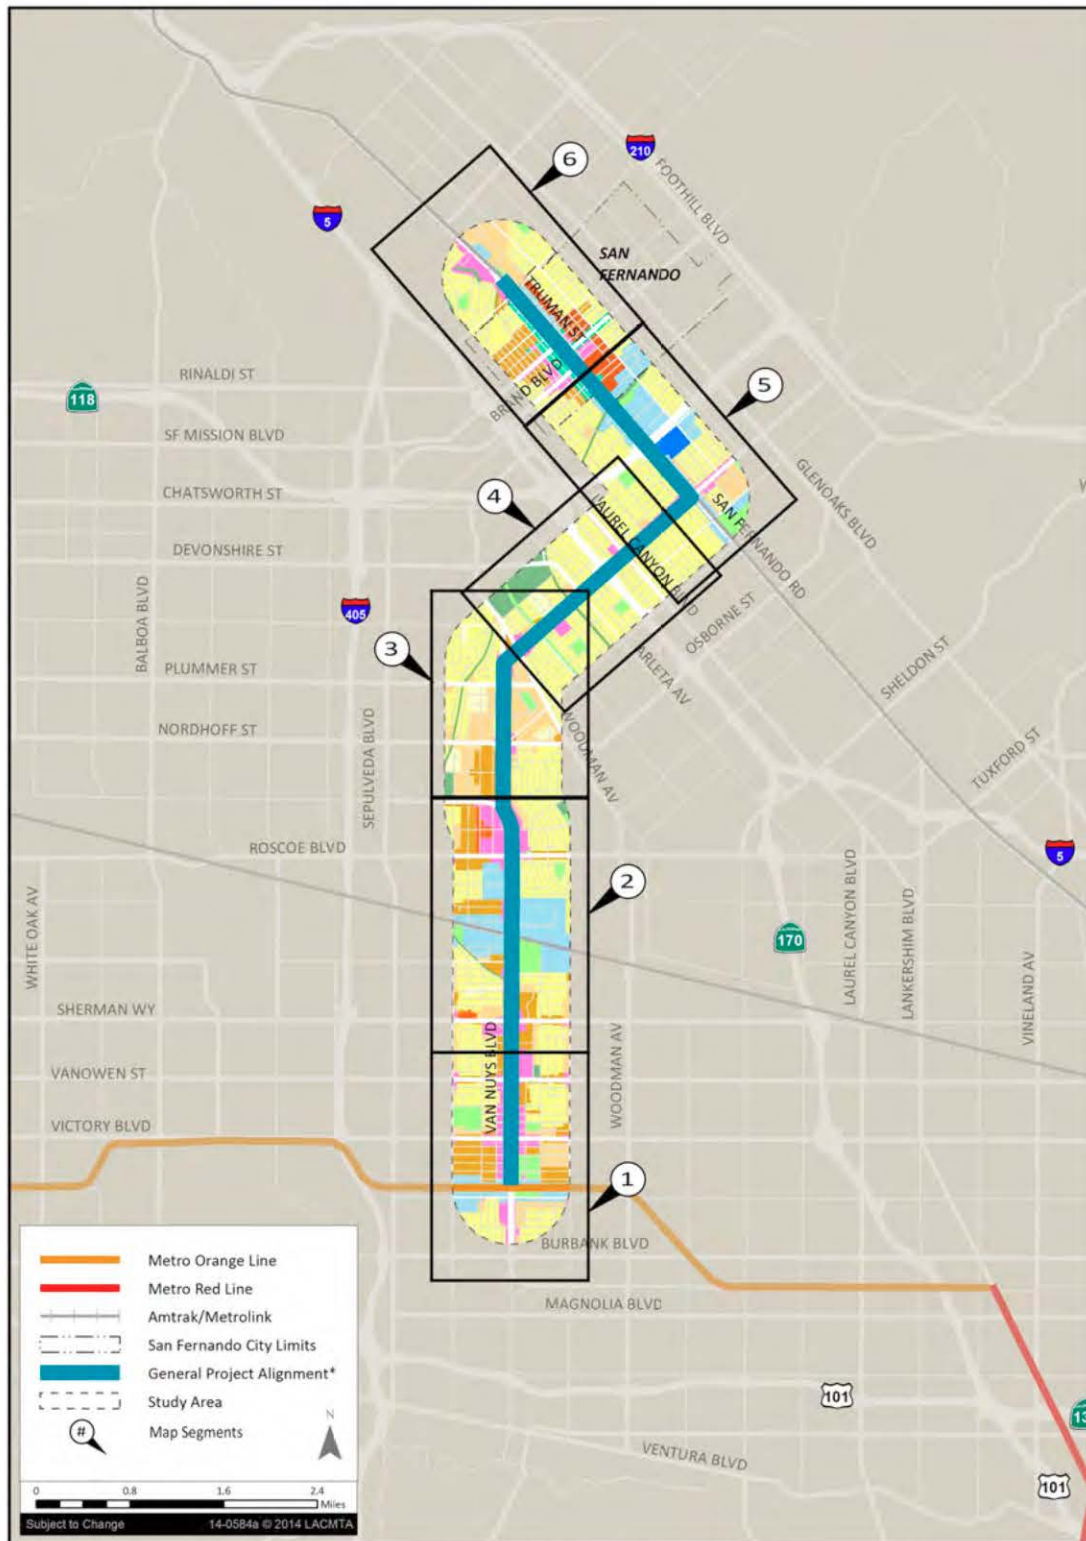 6
210
FOOTHILL BLVD
5
SAN
FERNANDO
TRUMAN ST
RINALDI ST
118
BRAND BLVD
5
SF MISSION BLVD
GLENOAKS BLVD
CHATSWORTH ST
4
LAUREL CANYON BLVD
SAN FERNANDO RD
DEVONSHIRE ST
BALBOA BLVD
405
OSBORNE ST
3
ARLETA AV
SHELDON ST
PLUMMER ST
NORDHOFF ST
SEPULVEDA BLVD
WOODMAN AV
TUXFORD ST
ROSCOE BLVD
5
2
WHITE OAK AV
170
LAUREL CANYON BLVD
LANKERSHIM BLVD
VINELAND AV
SHERMAN WY
VAN NUYS BLVD
WOODMAN AV
VANOWEN ST
VICTORY BLVD
1
BURBANK BLVD
MAGNOLIA BLVD
101
13
VENTURA BLVD
101
Metro Orange Line
Metro Red Line
Amtrak/Metrolink
San Fernando City Limits
General Project Alignment*
Study Area
# Map Segments
N
0 0.8 1.6 2.4
Miles
Subject to Change 14-0584a © 2014 LACMTA